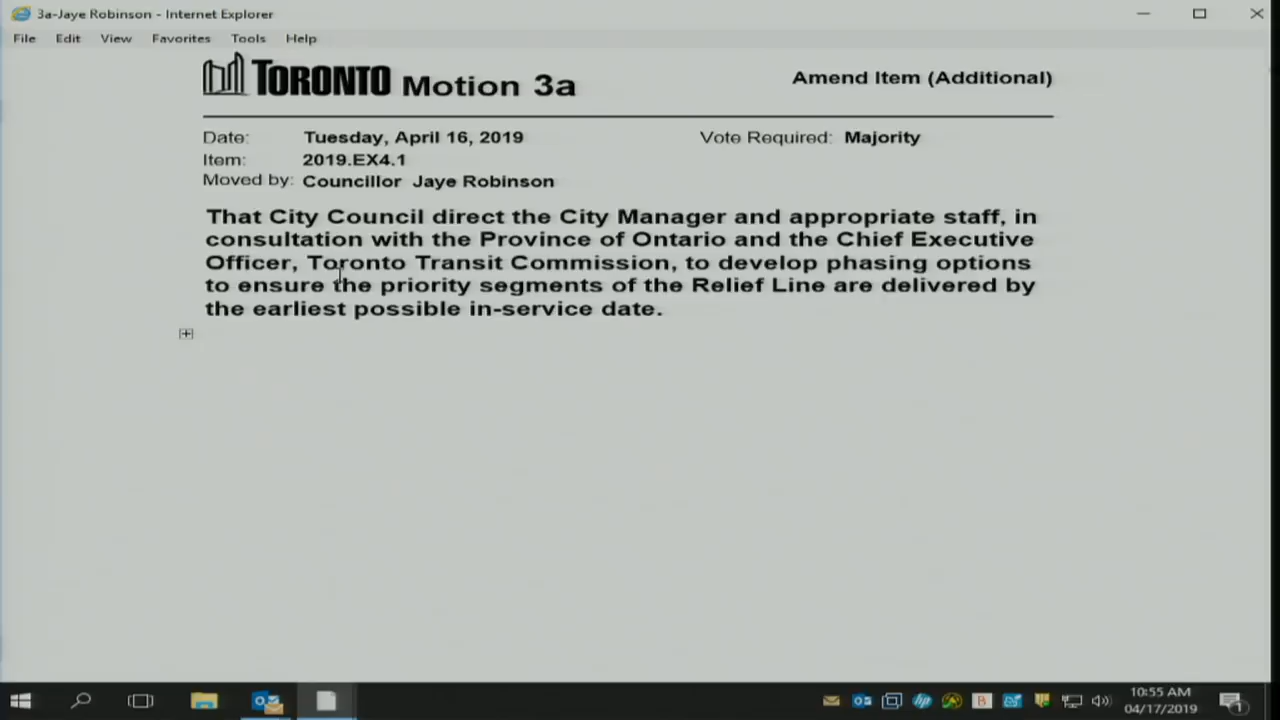 3a-Jaye Robinson - Internet Explorer
File Edit View Favorites Tools Help
TORONTO Motion 3a
Amend Item (Additional)
Date: Tuesday, April 16, 2019
Vote Required: Majority
Item: 2019.EX4.1
Moved by: Councillor Jaye Robinson
That City Council direct the City Manager and appropriate staff, in
consultation with the Province of Ontario and the Chief Executive
Officer, Toronto Transit Commission, to develop phasing options
to ensure the priority segments of the Relief Line are delivered by
the earliest possible in-service date.
10:55 AM
04/17/2019